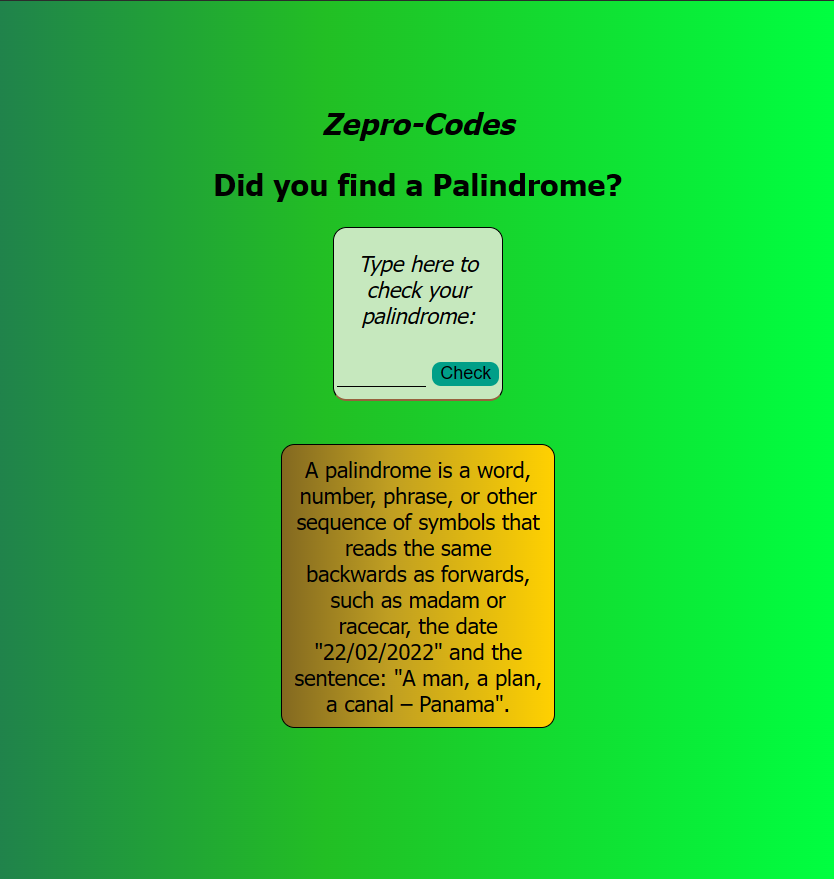 Zepro-Codes
Did you find a Palindrome?
Type here to
check your
palindrome:
Check
A palindrome is a word,
number, phrase, or other
sequence of symbols that
reads the same
backwards as forwards,
such as madam or
racecar, the date
"22/02/2022" and the
sentence: "A man, a plan,
a canal – Panama".